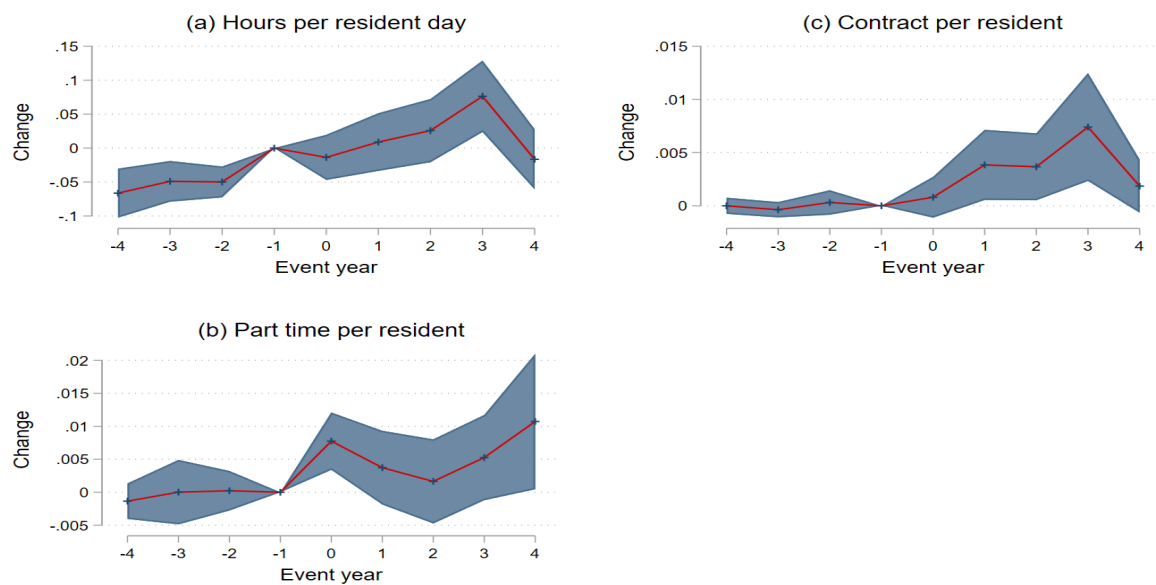 (a) Hours per resident day
.15
.1
.05
0
-.05
-.1
Change
-4 -3 -2 -1 0 1 2 3 4
Event year
(c) Contract per resident
.015
.01
.005
0
Change
-4 -3 -2 -1 0 1 2 3 4
Event year
(b) Part time per resident
.02
.015
.01
.005
0
-.005
Change
-4 -3 -2 -1 0 1 2 3 4
Event year